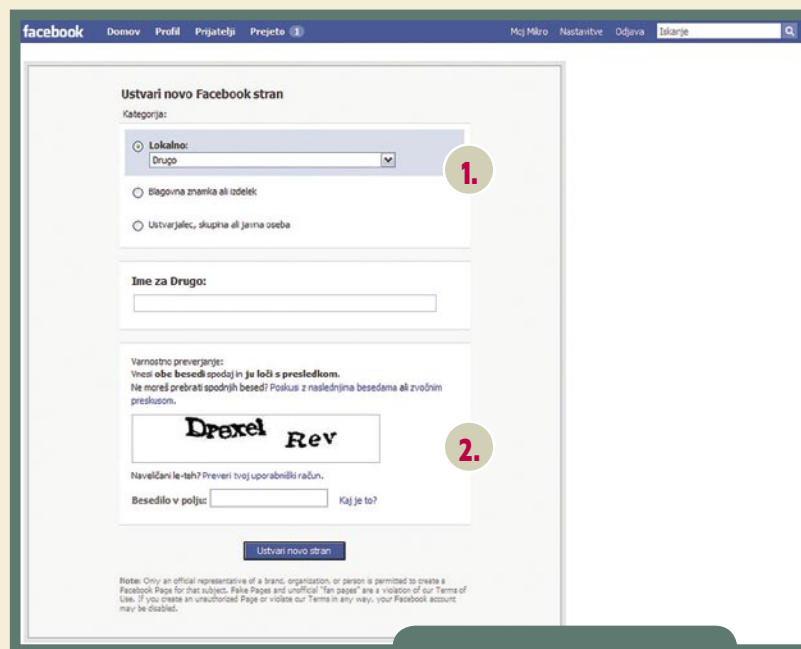 facebook Domov Profil Prijatelji Prejeto 1 Moj Mikro Nastavitve Odjava Iskanje
Ustvari novo Facebook stran
Kategorija:
Lokalno:
Drugo
1.
Blagovna znamka ali izdelek
Ustvarjalec, skupina ali javna oseba
Ime za Drugo:
Varnostno preverjanje:
Vnesi obe besedi spodaj in ju loči s presledkom.
Ne moreš prebrati spodnjih besed? Poskus z naslednjima besedama ali zvočnim
preskusom.
Drexel Rev
2.
Naveličani le-teh? Preveri tvoj uporabniški račun.
Besedilo v polju: Kaj je to?
Ustvari novo stran
Note: Only an official representative of a brand, organization, or person is permitted to create a
Facebook Page for that subject. Fake Pages and unofficial "fan pages" are a violation of our Terms of
Use. If you create an unauthorized Page or violate our Terms in any way, your Facebook account
may be disabled.